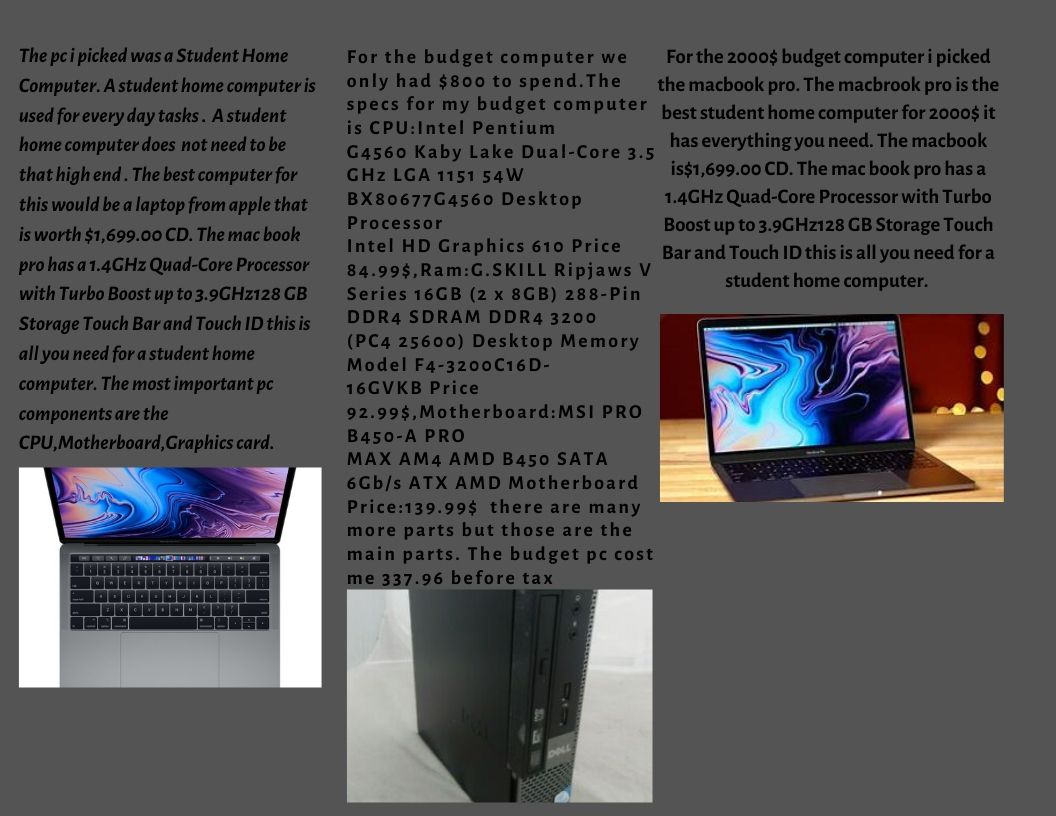 The pc i picked was a Student Home
Computer. A student home computer is
used for every day tasks . A student
home computer does not need to be
that high end . The best computer for
this would be a laptop from apple that
is worth $1,699.00 CD. The mac book
pro has a 1.4GHz Quad-Core Processor
with Turbo Boost up to 3.9GHz128 GB
Storage Touch Bar and Touch ID this is
all you need for a student home
computer. The most important pc
components are the
CPU,Motherboard,Graphics card.
For the budget computer we
only had $800 to spend.The
specs for my budget computer
is CPU:Intel Pentium
G4560 Kaby Lake Dual-Core 3.5
GHz LGA 1151 54W
BX80677G4560 Desktop
Processor
Intel HD Graphics 610 Price
84.99$,Ram:G.SKILL Ripjaws V
Series 16GB (2 x 8GB) 288-Pin
DDR4 SDRAM DDR4 3200
(PC4 25600) Desktop Memory
Model F4-3200C16D-
16GVKB Price
92.99$,Motherboard:MSI PRO
B450-A PRO
MAX AM4 AMD B450 SATA
6Gb/s ATX AMD Motherboard
Price:139.99$ there are many
more parts but those are the
main parts. The budget pc cost
me 337.96 before tax
DELL
For the 2000$ budget computer i picked
the macbook pro. The macbrook pro is the
best student home computer for 2000$ it
has everything you need. The macbook
is$1,699.00 CD. The mac book pro has a
1.4GHz Quad-Core Processor with Turbo
Boost up to 3.9GHz128 GB Storage Touch
Bar and Touch ID this is all you need for a
student home computer.